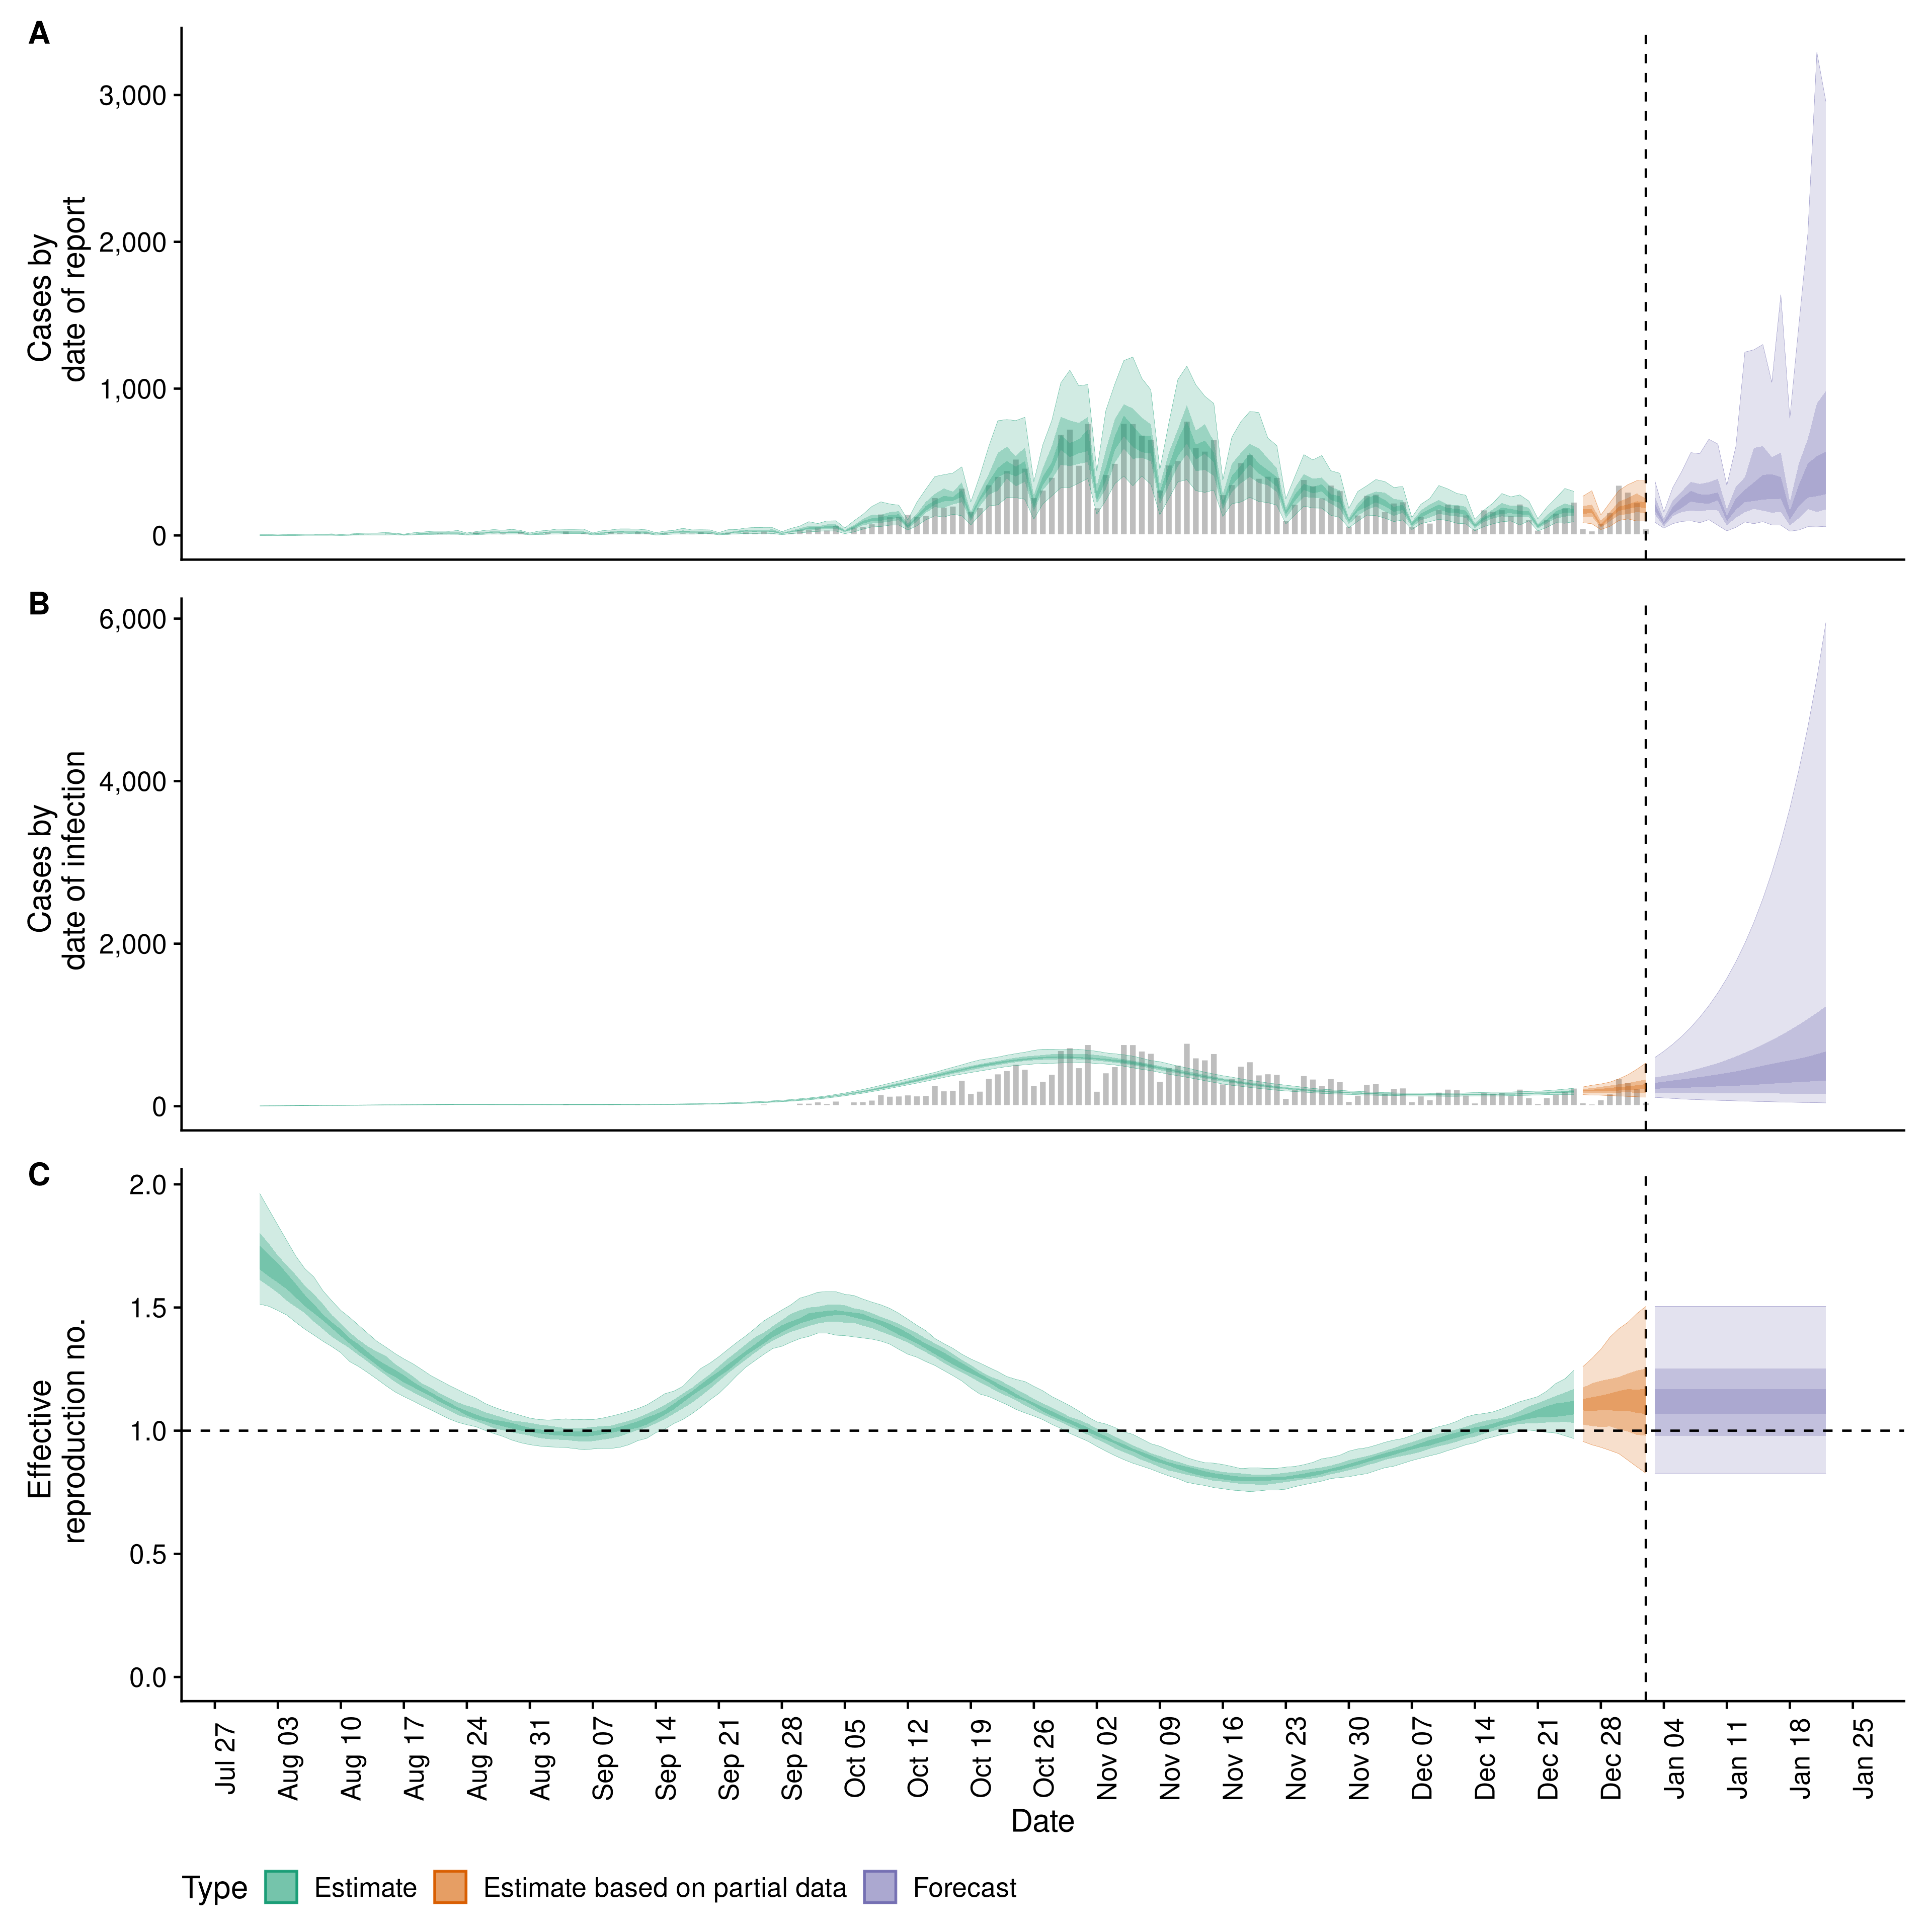 A
Cases by
date of report
3,000
2,000
1,000
0
B
Cases by
date of infection
6,000
4,000
2,000
0
C
Effective
reproduction no.
2.0
1.5
1.0
0.5
0.0
Jul 27
Aug 03
Aug 10
Aug 17
Aug 24
Aug 31
Sep 07
Sep 14
Sep 21
Sep 28
Oct 05
Oct 12
Oct 19
Oct 26
Nov 02
Nov 09
Nov 16
Nov 23
Nov 30
Dec 07
Dec 14
Dec 21
Dec 28
Jan 04
Jan 11
Jan 18
Jan 25
Date
Type Estimate Estimate based on partial data Forecast